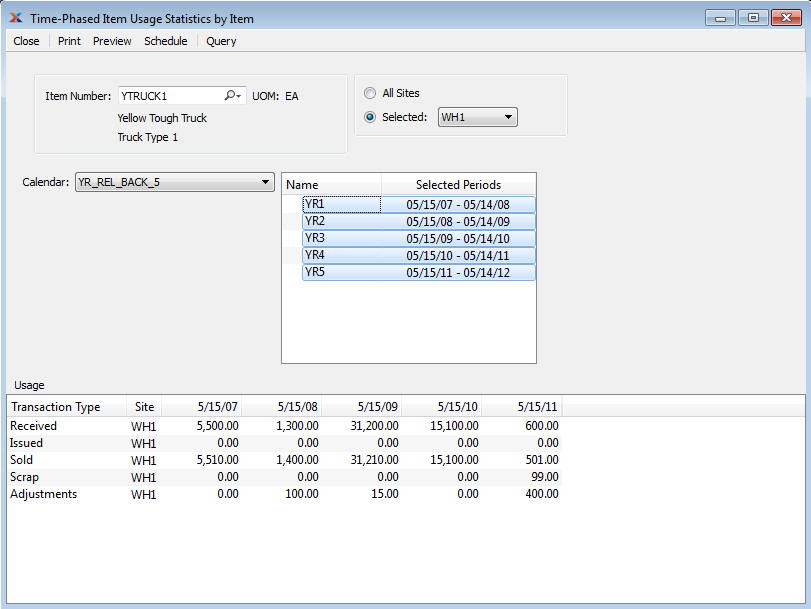 Time-Phased Item Usage Statistics by Item
Close Print Preview Schedule Query
Item Number: YTRUCK1 UOM: EA
Yellow Tough Truck
Truck Type 1
All Sites
Selected: WH1
Calendar: YR_REL_BACK_5
Name Selected Periods
YR1 05/15/07 - 05/14/08
YR2 05/15/08 - 05/14/09
YR3 05/15/09 - 05/14/10
YR4 05/15/10 - 05/14/11
YR5 05/15/11 - 05/14/12
Usage
Transaction Type Site 5/15/07 5/15/08 5/15/09 5/15/10 5/15/11
Received WH1 5,500.00 1,300.00 31,200.00 15,100.00 600.00
Issued WH1 0.00 0.00 0.00 0.00 0.00
Sold WH1 5,510.00 1,400.00 31,210.00 15,100.00 501.00
Scrap WH1 0.00 0.00 0.00 0.00 99.00
Adjustments WH1 0.00 100.00 15.00 0.00 400.00